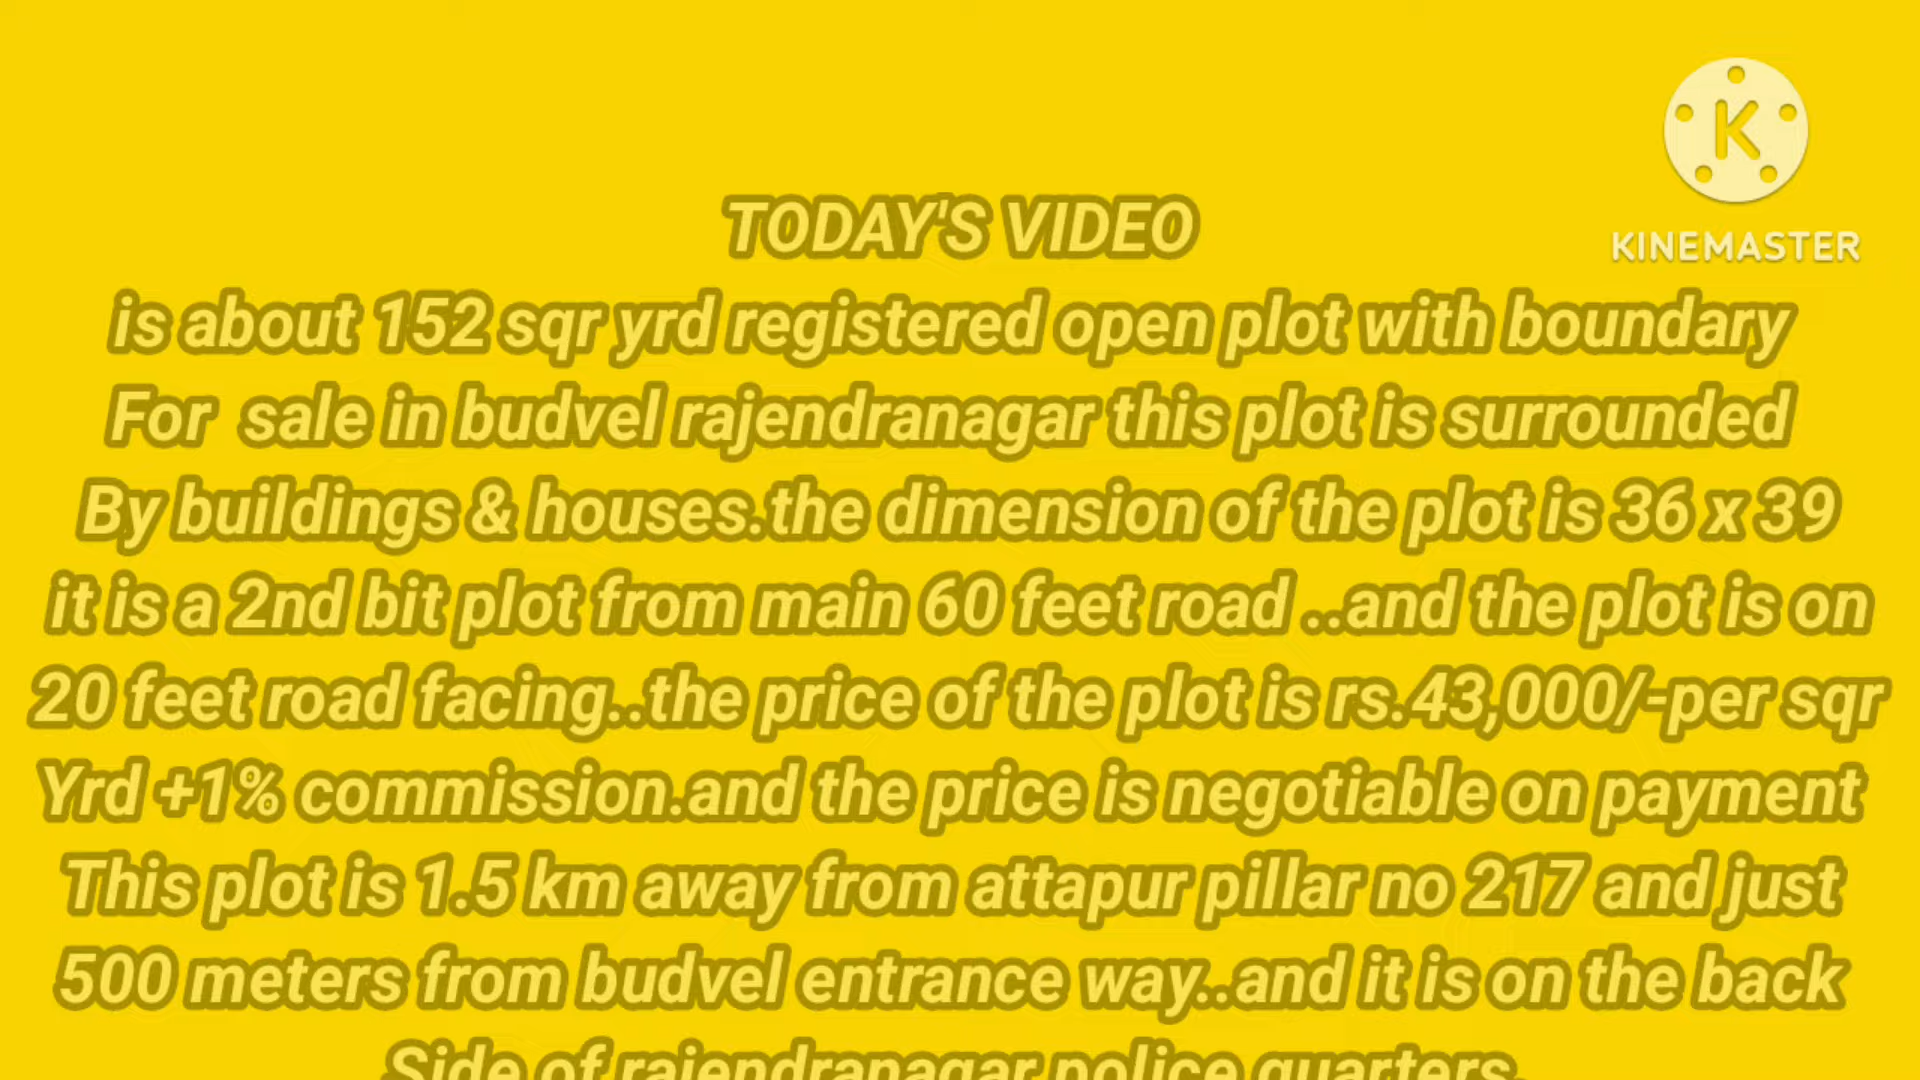 KINEMASTER
TODAY'S VIDEO
is about 152 sqr yrd registered open plot with boundary
For sale in budvel rajendranagar this plot is surrounded
By buildings & houses.the dimension of the plot is 36 x 39
it is a 2nd bit plot from main 60 feet road ..and the plot is on
20 feet road facing..the price of the plot is rs.43,000/-per sqr
Yrd +1% commission.and the price is negotiable on payment
This plot is 1.5 km away from attapur pillar no 217 and just
500 meters from budvel entrance way..and it is on the back
Side of rajendranagar police quarters.